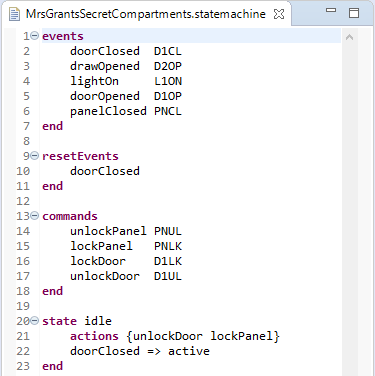 MrsGrantsSecretCompartments.statemachine
1 events
2 doorClosed D1CL
3 drawOpened D2OP
4 lightOn L1ON
5 doorOpened D1OP
6 panelClosed PNCL
7 end
8
9 resetEvents
10 doorClosed
11 end
12
13 commands
14 unlockPanel PNUL
15 lockPanel PNLK
16 lockDoor D1LK
17 unlockDoor D1UL
18 end
19
20 state idle
21 actions {unlockDoor lockPanel}
22 doorClosed => active
23 end